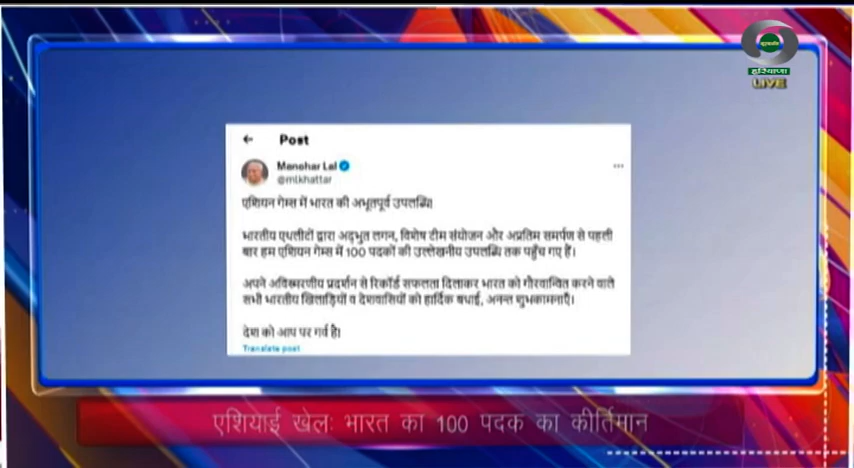 दूरदर्शन
हरियाणा
LIVE
← Post
Manohar Lal
@mlkhattar
...
एशियन गेम्स में भारत की अभूतपूर्व उपलब्धि!
भारतीय एथलीटों द्वारा अद्भुत लगन, विशेष टीम संयोजन और अप्रतिम समर्पण से पहली
बार हम एशियन गेम्स में 100 पदकों की उल्लेखनीय उपलब्धि तक पहुँच गए हैं।
अपने अविस्मरणीय प्रदर्शन से रिकॉर्ड सफलता दिलाकर भारत को गौरवान्वित करने वाले
सभी भारतीय खिलाड़ियों व देशवासियों को हार्दिक बधाई, अनन्त शुभकामनाएँ।
देश को आप पर गर्व है।
Translate post
एशियाई खेल: भारत का 100 पदक का कीर्तिमान